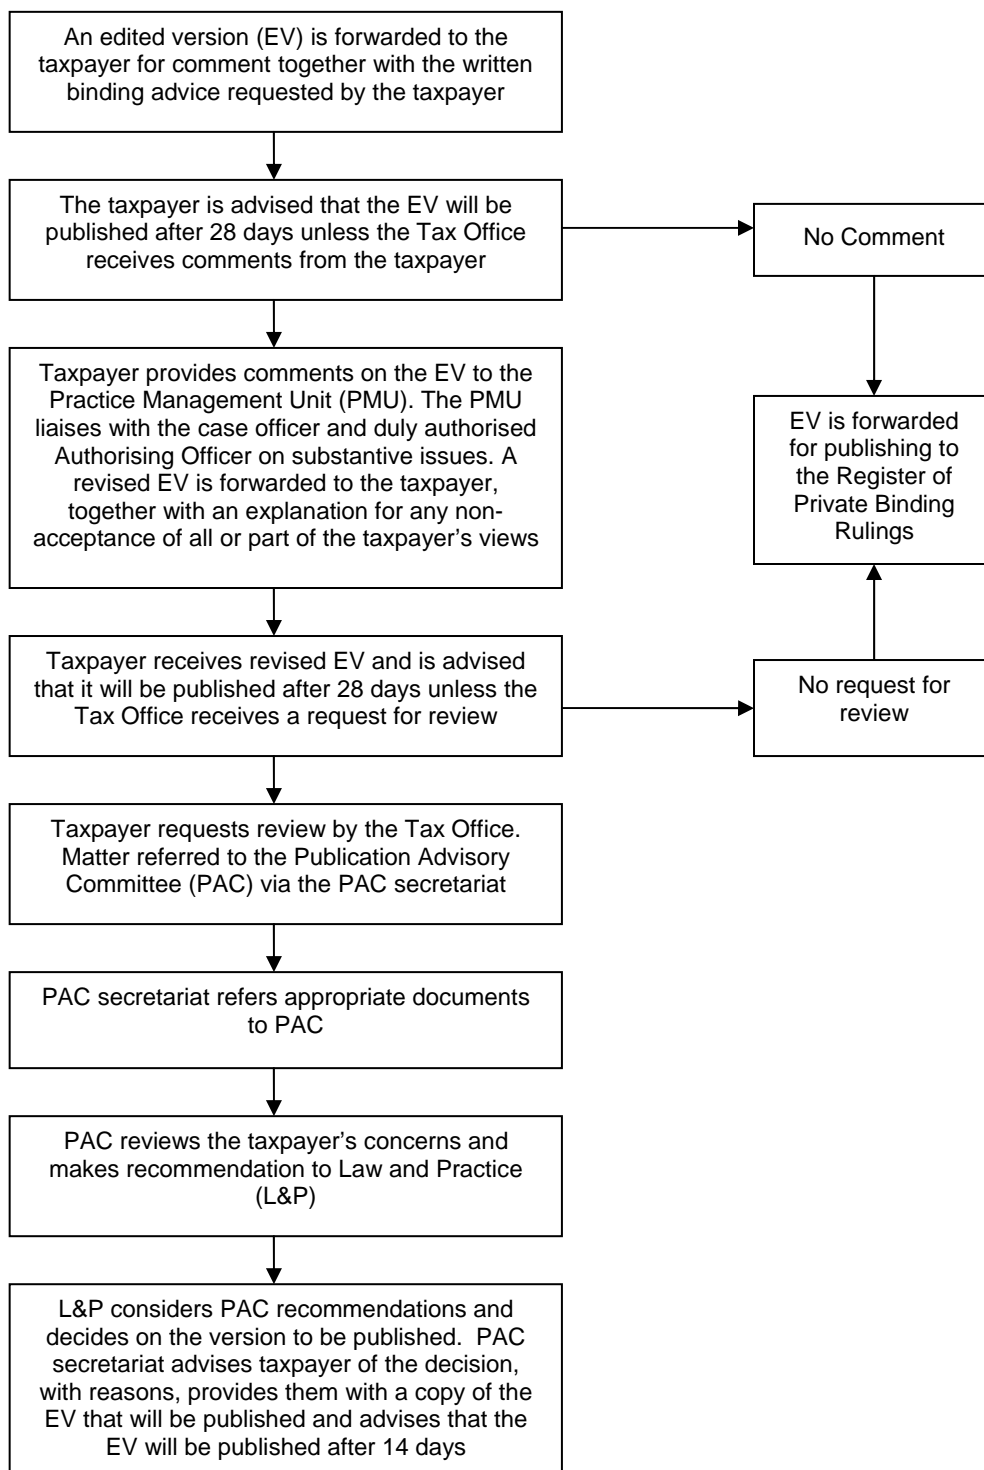 An edited version (EV) is forwarded to the
taxpayer for comment together with the written
binding advice requested by the taxpayer
The taxpayer is advised that the EV will be
published after 28 days unless the Tax Office
receives comments from the taxpayer
No Comment
Taxpayer provides comments on the EV to the
Practice Management Unit (PMU). The PMU
liaises with the case officer and duly authorised
Authorising Officer on substantive issues. A
revised EV is forwarded to the taxpayer,
together with an explanation for any non-
acceptance of all or part of the taxpayer’s views
EV is forwarded
for publishing to
the Register of
Private Binding
Rulings
Taxpayer receives revised EV and is advised
that it will be published after 28 days unless the
Tax Office receives a request for review
No request for
review
Taxpayer requests review by the Tax Office.
Matter referred to the Publication Advisory
Committee (PAC) via the PAC secretariat
PAC secretariat refers appropriate documents
to PAC
PAC reviews the taxpayer’s concerns and
makes recommendation to Law and Practice
(L&P)
L&P considers PAC recommendations and
decides on the version to be published.  PAC
secretariat advises taxpayer of the decision,
with reasons, provides them with a copy of the
EV that will be published and advises that the
EV will be published after 14 days